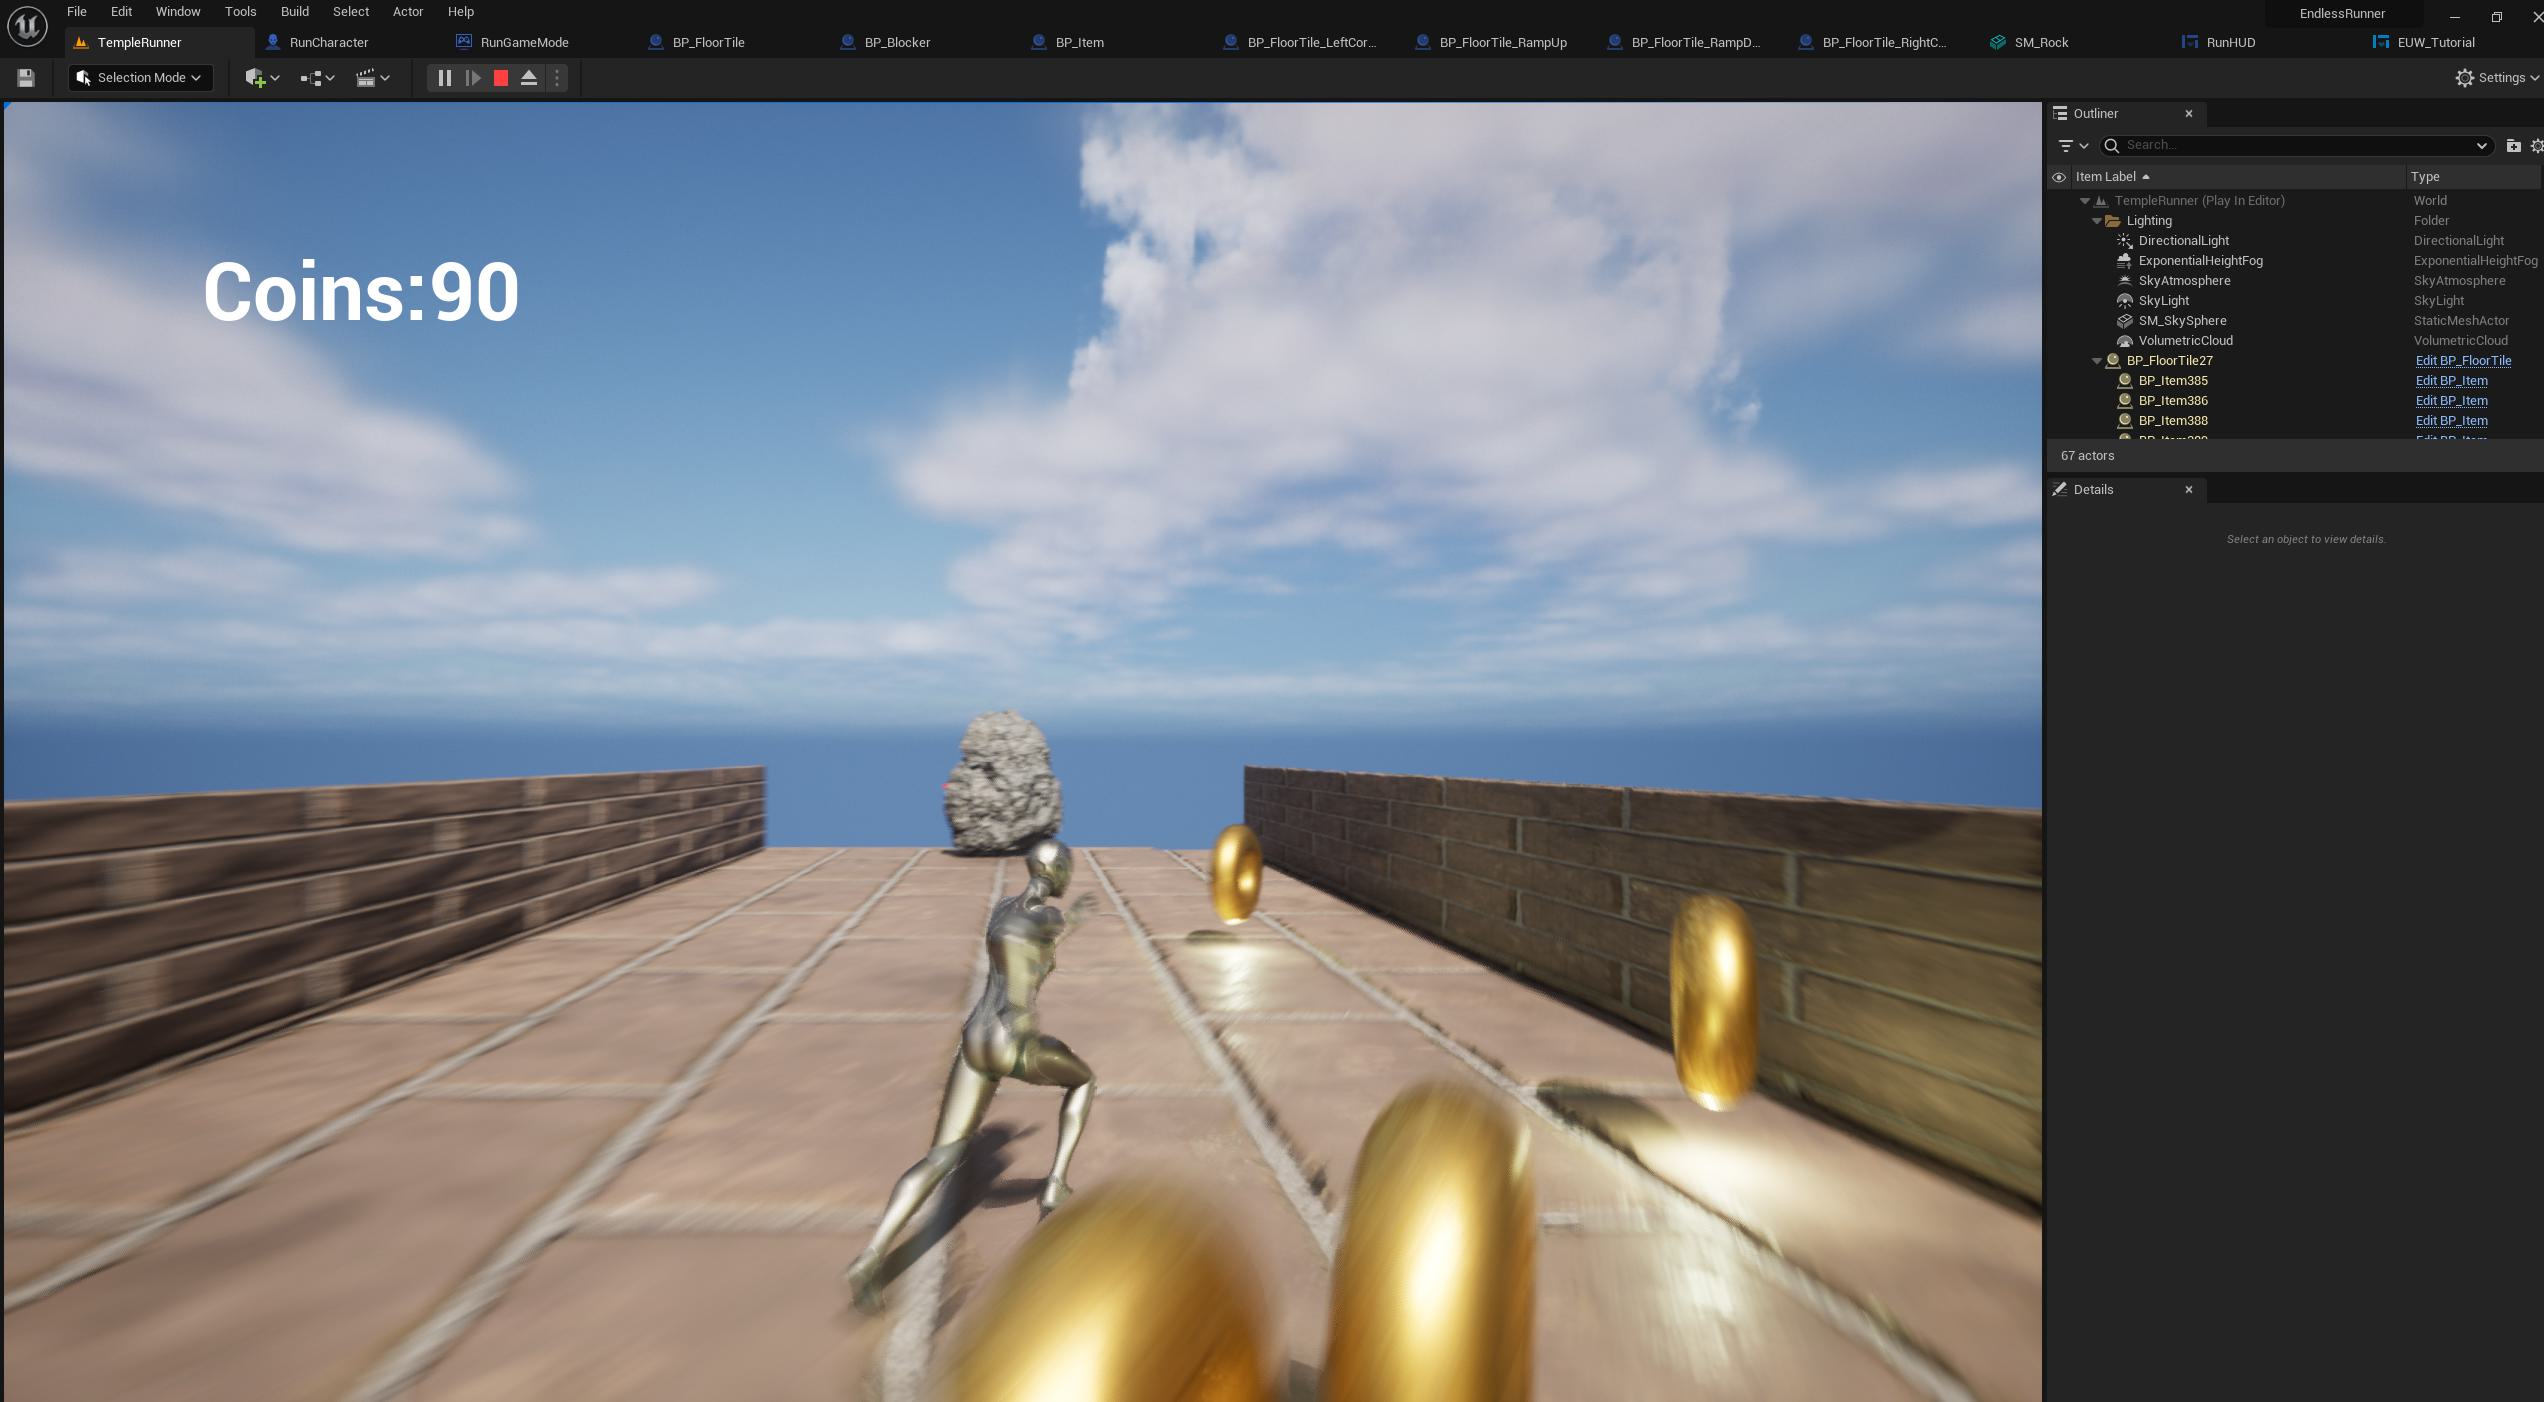 File Edit Window Tools Build Select Actor Help
EndlessRunner
TempleRunner RunCharacter RunGameMode BP_FloorTile BP_Blocker BP_Item BP_FloorTile_LeftCor... BP_FloorTile_RampUp BP_FloorTile_RampD... BP_FloorTile_RightC... SM_Rock RunHUD EUW_Tutorial
Selection Mode Settings
Coins:90
Outliner
Search...
Item Label Type
TempleRunner (Play In Editor) World
Lighting Folder
DirectionalLight DirectionalLight
ExponentialHeightFog ExponentialHeightFog
SkyAtmosphere SkyAtmosphere
SkyLight SkyLight
SM_SkySphere StaticMeshActor
VolumetricCloud VolumetricCloud
BP_FloorTile27 Edit BP_FloorTile
BP_Item385 Edit BP_Item
BP_Item386 Edit BP_Item
BP_Item388 Edit BP_Item
67 actors
Details
Select an object to view details.